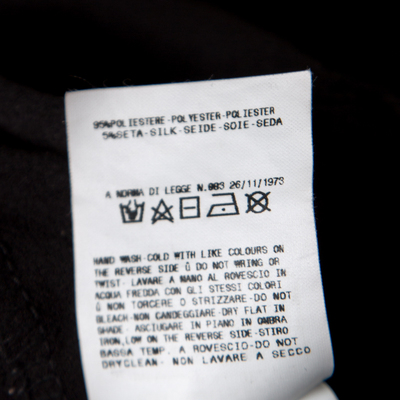 95%POLIESTERE-POLYESTER-POLIESTER
5%SETA-SILK-SEIDE-SOIE-SEDA
A NORMA DI LEGGE N.883 26/11/1973
HAND WASH-COLD WITH LIKE COLOURS ON
THE REVERSE SIDE Û DO NOT WRING OR
TWIST- LAVARE A MANO AL ROVESCIO IN
ACQUA FREDDA CON GLI STESSI COLORI
Û NON TORCERE O STRIZZARE-DO NOT
BLEACH-NON CANDEGGIARE-DRY FLAT IN
SHADE- ASCIUGARE IN PIANO IN OMBRA
IRON,LOW ON THE REVERSE SIDE-STIRO
BASSA TEMP. A ROVESCIO-DO NOT
DRYCLEAN- NON LAVARE A SECCO